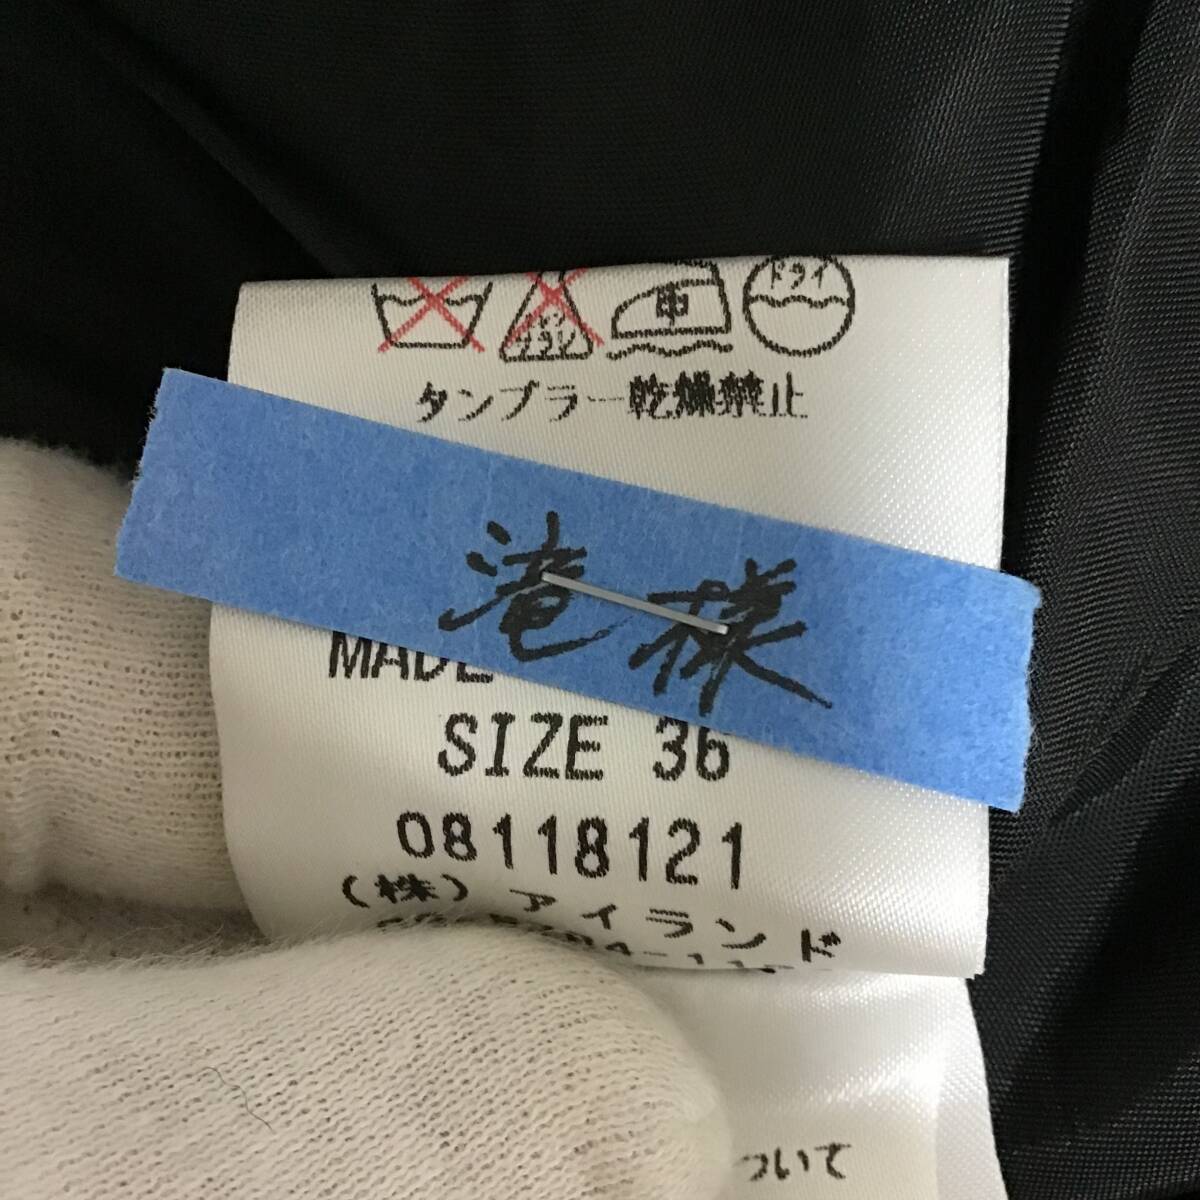 ドライ
中
タンブラー乾燥禁止
滝様
MADE
SIZE 36
08118121
(株)アイランド
ついて